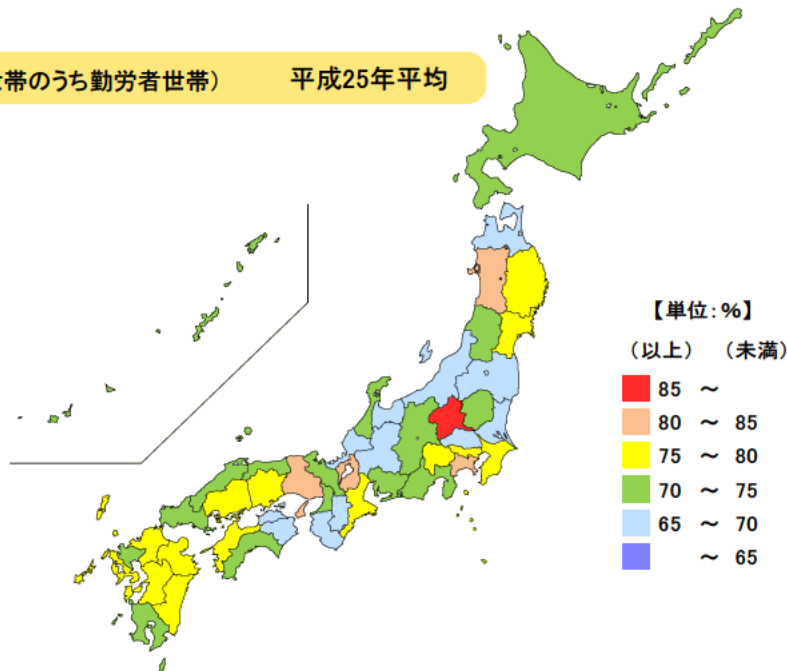 世帯のうち勤労者世帯） 平成25年平均
【単位：％】
（以上） （未満）
85 ～
80 ～ 85
75 ～ 80
70 ～ 75
65 ～ 70
～ 65